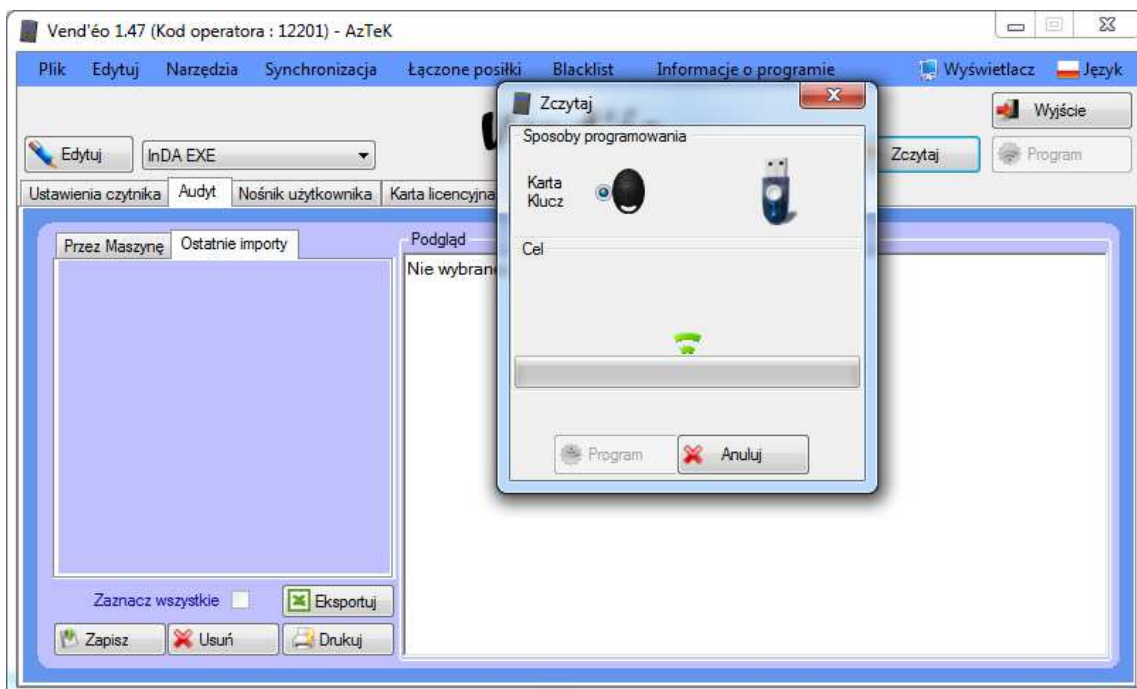 Vend'éo 1.47 (Kod operatora : 12201) - AzTeK
Plik Edytuj Narzędzia Synchronizacja Łączone posiłki Blacklist Informacje o programie Wyświetlacz Język
Zczytaj
Wyjście
Sposoby programowania
Edytuj InDA EXE Zczytaj Program
Karta
Klucz
Ustawienia czytnika Audyt Nośnik użytkownika Karta licencyjna
Przez Maszynę Ostatnie importy Podgląd
Cel
Nie wybran
Program Anuluj
Zaznacz wszystkie Eksportuj
Zapisz Usuń Drukuj